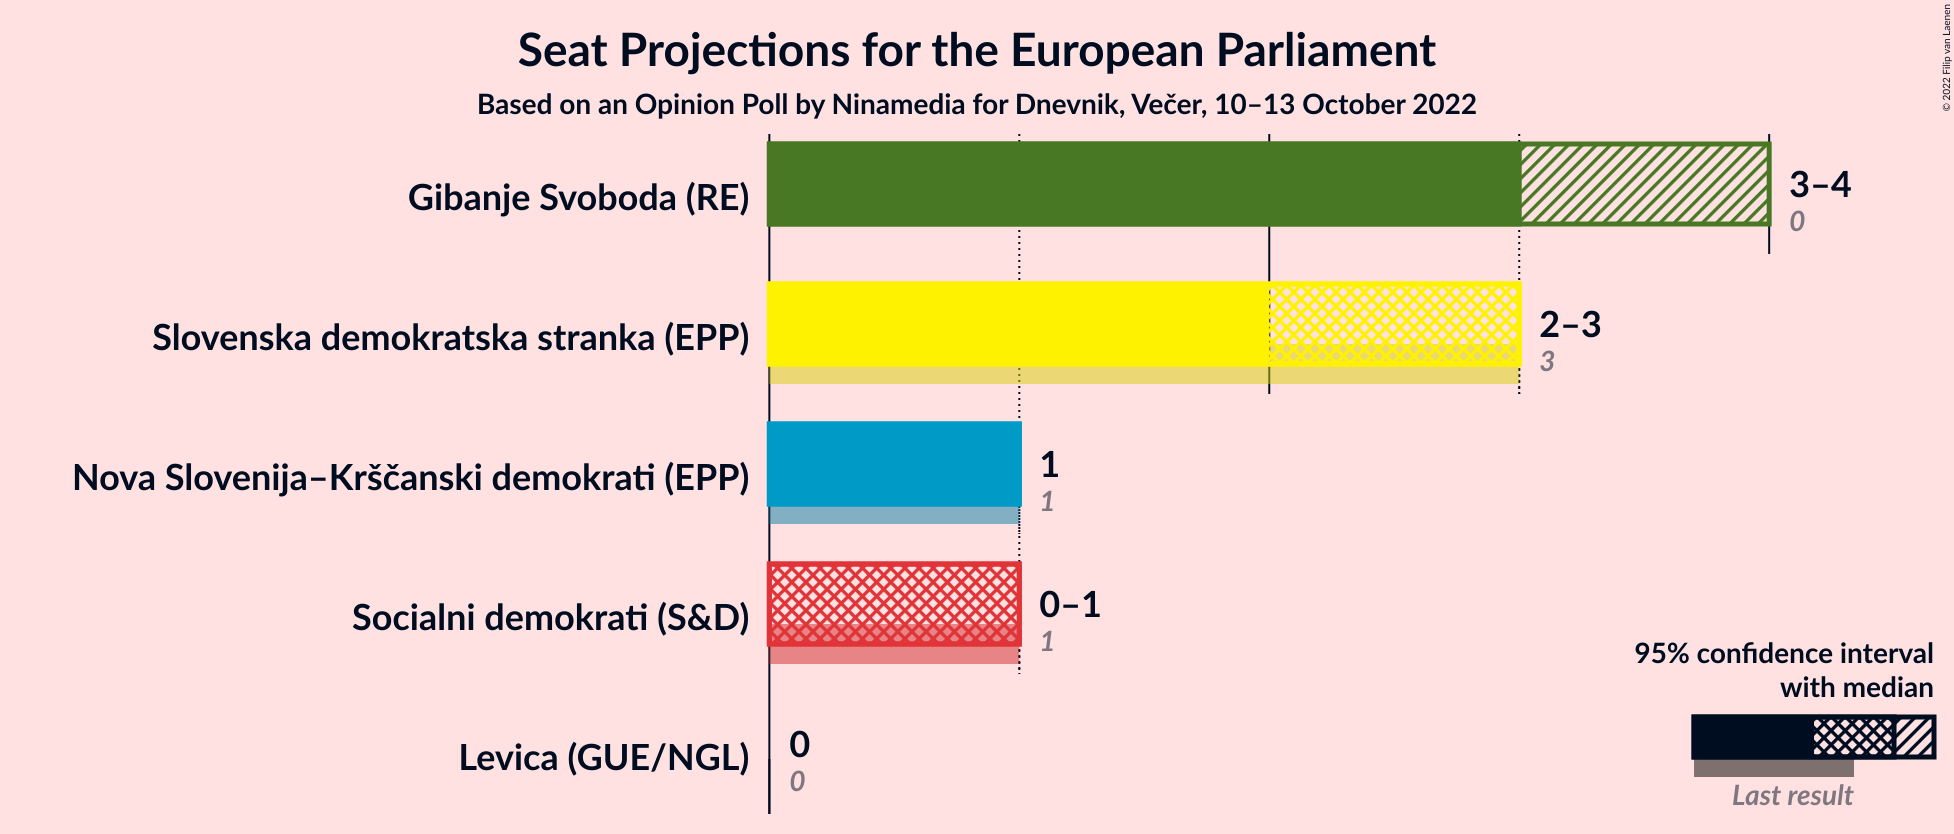 Seat Projections for the European Parliament
Based on an Opinion Poll by Ninamedia for Dnevnik, Večer, 10–13 October 2022
© 2022 Filip van Laenen
Gibanje Svoboda (RE)
3–4
0
Slovenska demokratska stranka (EPP)
2–3
3
Nova Slovenija–Krščanski demokrati (EPP)
1
1
Socialni demokrati (S&D)
0–1
1
Levica (GUE/NGL)
0
0
95% confidence interval
with median
Last result